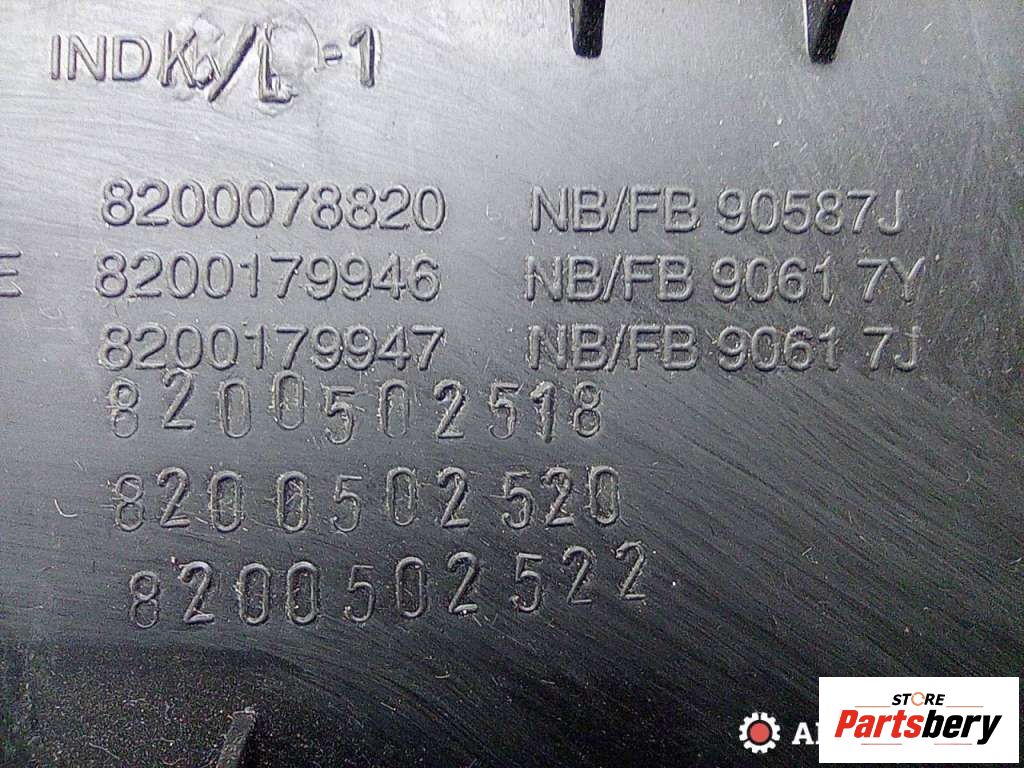 INDK/L-1
8200078820 NB/FB 90587J
E 8200179946 NB/FB 9061 7Y
8200179947 NB/FB 9061 7J
8200502518
8200502520
8200502522
STORE
Partsbery